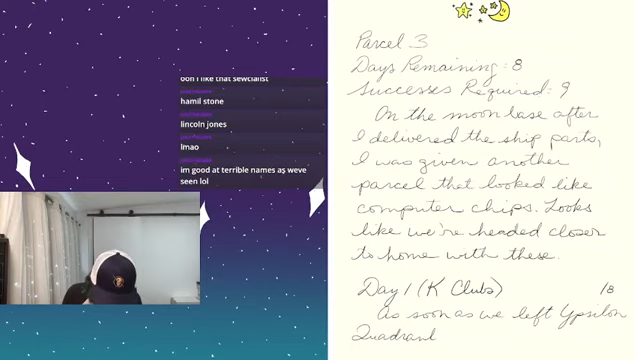 ooh I like that sewcialist
hamil stone
lincoln jones
lmao
im good at terrible names as weve
seen lol
Parcel 3
Days Remaining: 8
Successes Required: 9
On the moon base after
I delivered the ship parts,
I was given another
parcel that looked like
computer chips. Looks
like we're headed closer
to home with these.
Day 1 (K Clubs) 1/8
As soon as we left Ypsilon
Quadrant